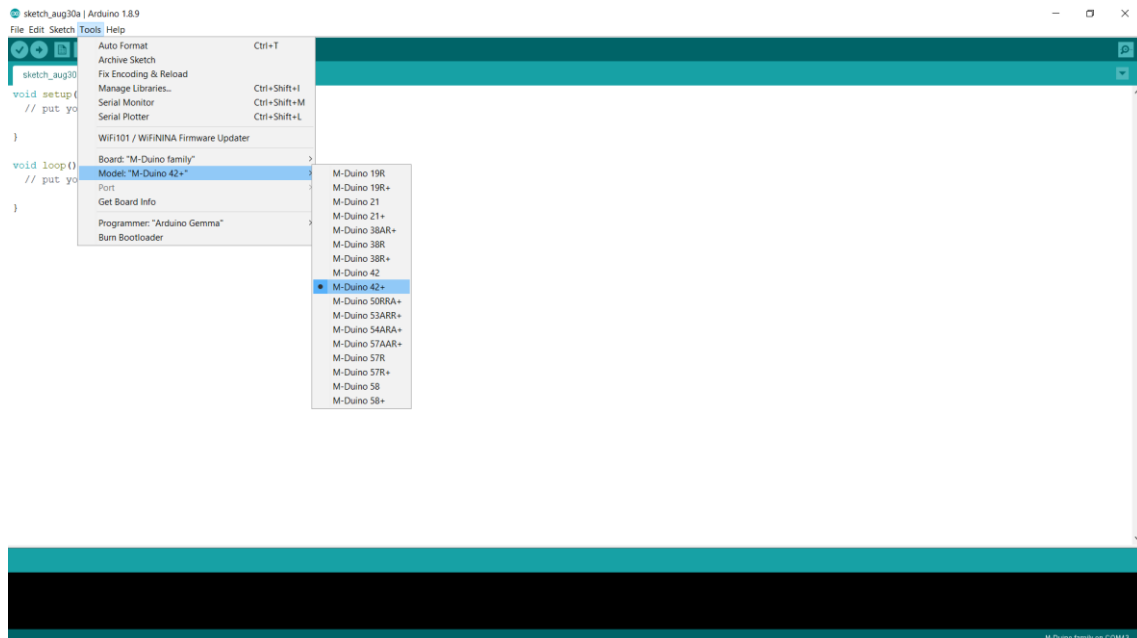 sketch_aug30a | Arduino 1.8.9
File Edit Sketch Tools Help
sketch_aug30
Auto Format Ctrl+T
Archive Sketch
Fix Encoding & Reload
Manage Libraries... Ctrl+Shift+I
Serial Monitor Ctrl+Shift+M
Serial Plotter Ctrl+Shift+L
WiFi101 / WiFiNINA Firmware Updater
Board: "M-Duino family"
Model: "M-Duino 42+"
Port
Get Board Info
Programmer: "Arduino Gemma"
Burn Bootloader
void setup(
// put yo
}
void loop()
// put yo
}
M-Duino 19R
M-Duino 19R+
M-Duino 21
M-Duino 21+
M-Duino 38AR+
M-Duino 38R
M-Duino 38R+
M-Duino 42
M-Duino 42+
M-Duino 50RRA+
M-Duino 53ARR+
M-Duino 54ARA+
M-Duino 57AAR+
M-Duino 57R
M-Duino 57R+
M-Duino 58
M-Duino 58+
M-Duino family on